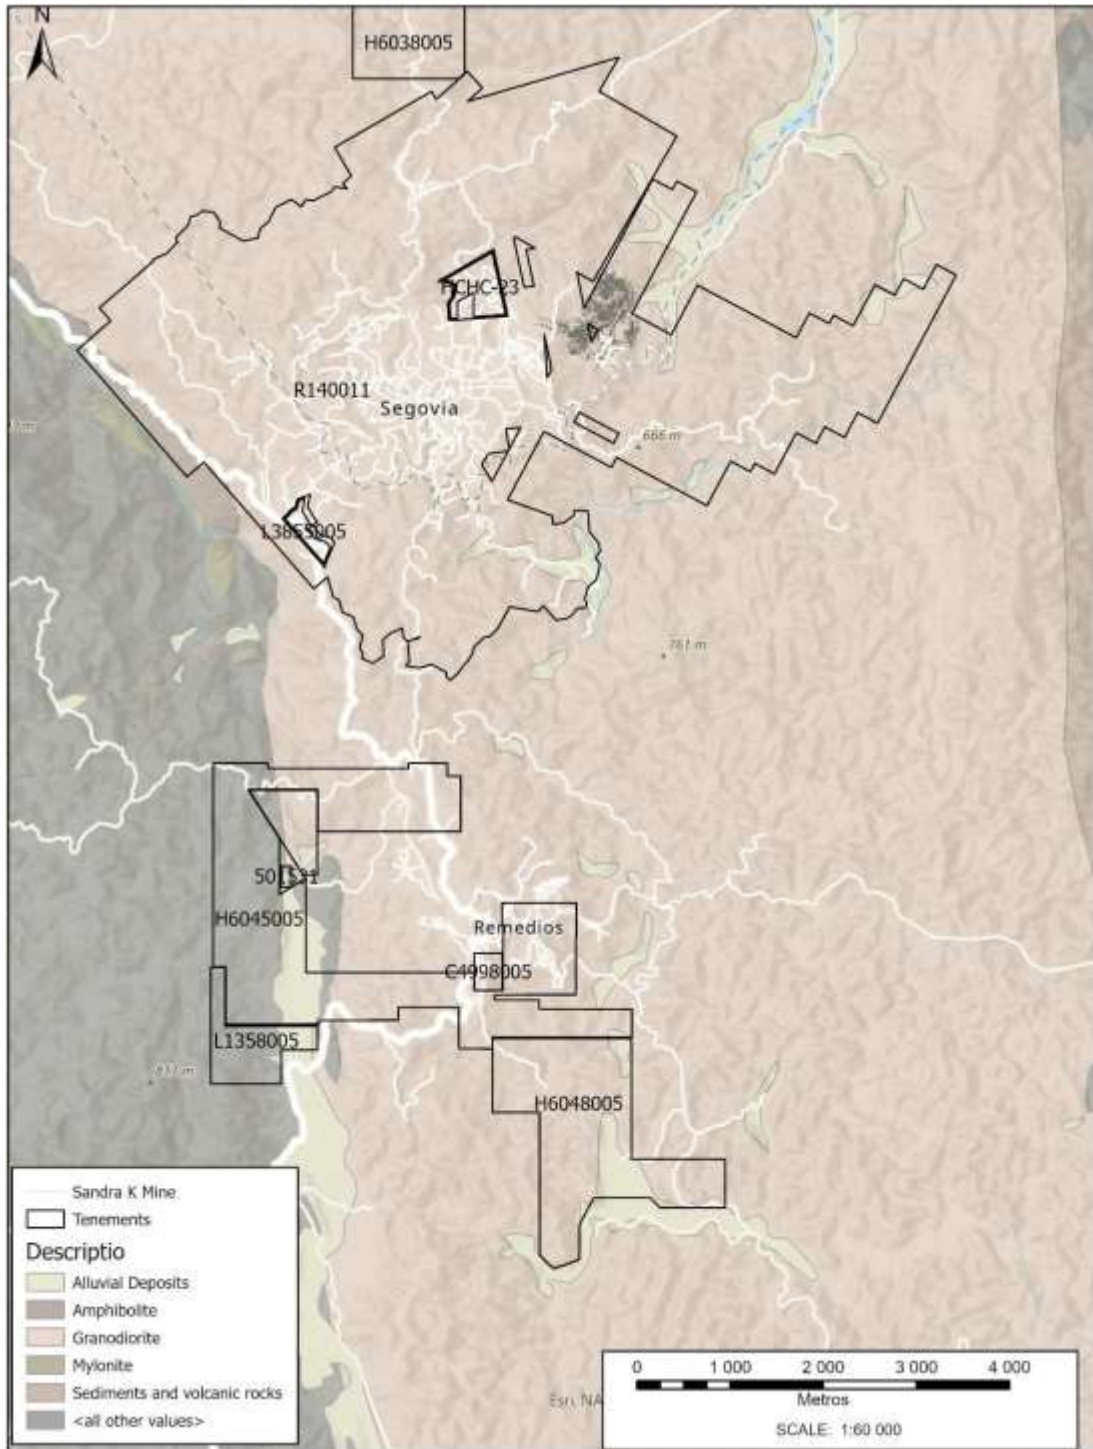 N
H6038005
HCHC-23
R140011
Segovia
666 m
L3855005
761 m
501531
H6045005
Remedios
C4998005
L1358005
H6048005
Sandra K Mine
Tenements
Descriptio
Alluvial Deposits
Amphibolite
Granodiorite
Mylonite
Sediments and volcanic rocks
<all other values>
0 1 000 2 000 3 000 4 000
Metros
Esri, NA
SCALE: 1:60 000